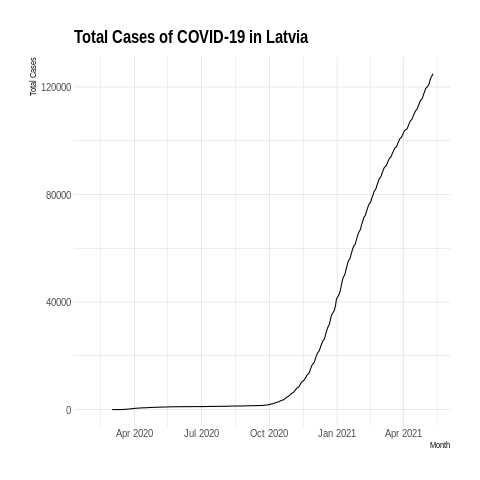 Total Cases of COVID-19 in Latvia
Total Cases
120000
80000
40000
0
Apr 2020 Jul 2020 Oct 2020 Jan 2021 Apr 2021
Month